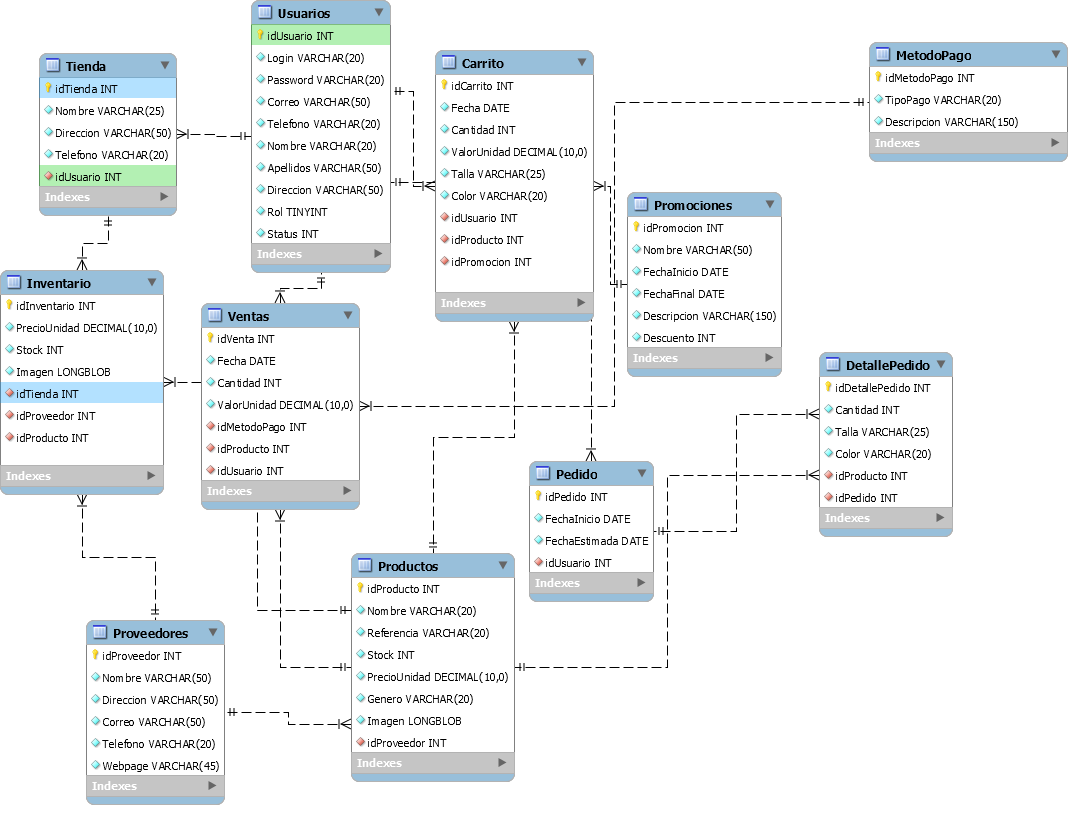 Usuarios
idUsuario INT
Login VARCHAR(20)
Password VARCHAR(20)
Correo VARCHAR(50)
Telefono VARCHAR(20)
Nombre VARCHAR(20)
Apellidos VARCHAR(50)
Direccion VARCHAR(50)
Rol TINYINT
Status INT
Indexes
Tienda
idTienda INT
Nombre VARCHAR(25)
Direccion VARCHAR(50)
Telefono VARCHAR(20)
idUsuario INT
Indexes
Carrito
idCarrito INT
Fecha DATE
Cantidad INT
ValorUnidad DECIMAL(10,0)
Talla VARCHAR(25)
Color VARCHAR(20)
idUsuario INT
idProducto INT
idPromocion INT
Indexes
MetodoPago
idMetodoPago INT
TipoPago VARCHAR(20)
Descripcion VARCHAR(150)
Indexes
Promociones
idPromocion INT
Nombre VARCHAR(50)
FechaInicio DATE
FechaFinal DATE
Descripcion VARCHAR(150)
Descuento INT
Indexes
Inventario
idInventario INT
PrecioUnidad DECIMAL(10,0)
Stock INT
Imagen LONGBLOB
idTienda INT
idProveedor INT
idProducto INT
Indexes
Ventas
idVenta INT
Fecha DATE
Cantidad INT
ValorUnidad DECIMAL(10,0)
idMetodoPago INT
idProducto INT
idUsuario INT
Indexes
DetallePedido
idDetallePedido INT
Cantidad INT
Talla VARCHAR(25)
Color VARCHAR(20)
idProducto INT
idPedido INT
Indexes
Pedido
idPedido INT
FechaInicio DATE
FechaEstimada DATE
idUsuario INT
Indexes
Productos
idProducto INT
Nombre VARCHAR(20)
Referencia VARCHAR(20)
Stock INT
PrecioUnidad DECIMAL(10,0)
Genero VARCHAR(20)
Imagen LONGBLOB
idProveedor INT
Indexes
Proveedores
idProveedor INT
Nombre VARCHAR(50)
Direccion VARCHAR(50)
Correo VARCHAR(50)
Telefono VARCHAR(20)
Webpage VARCHAR(45)
Indexes